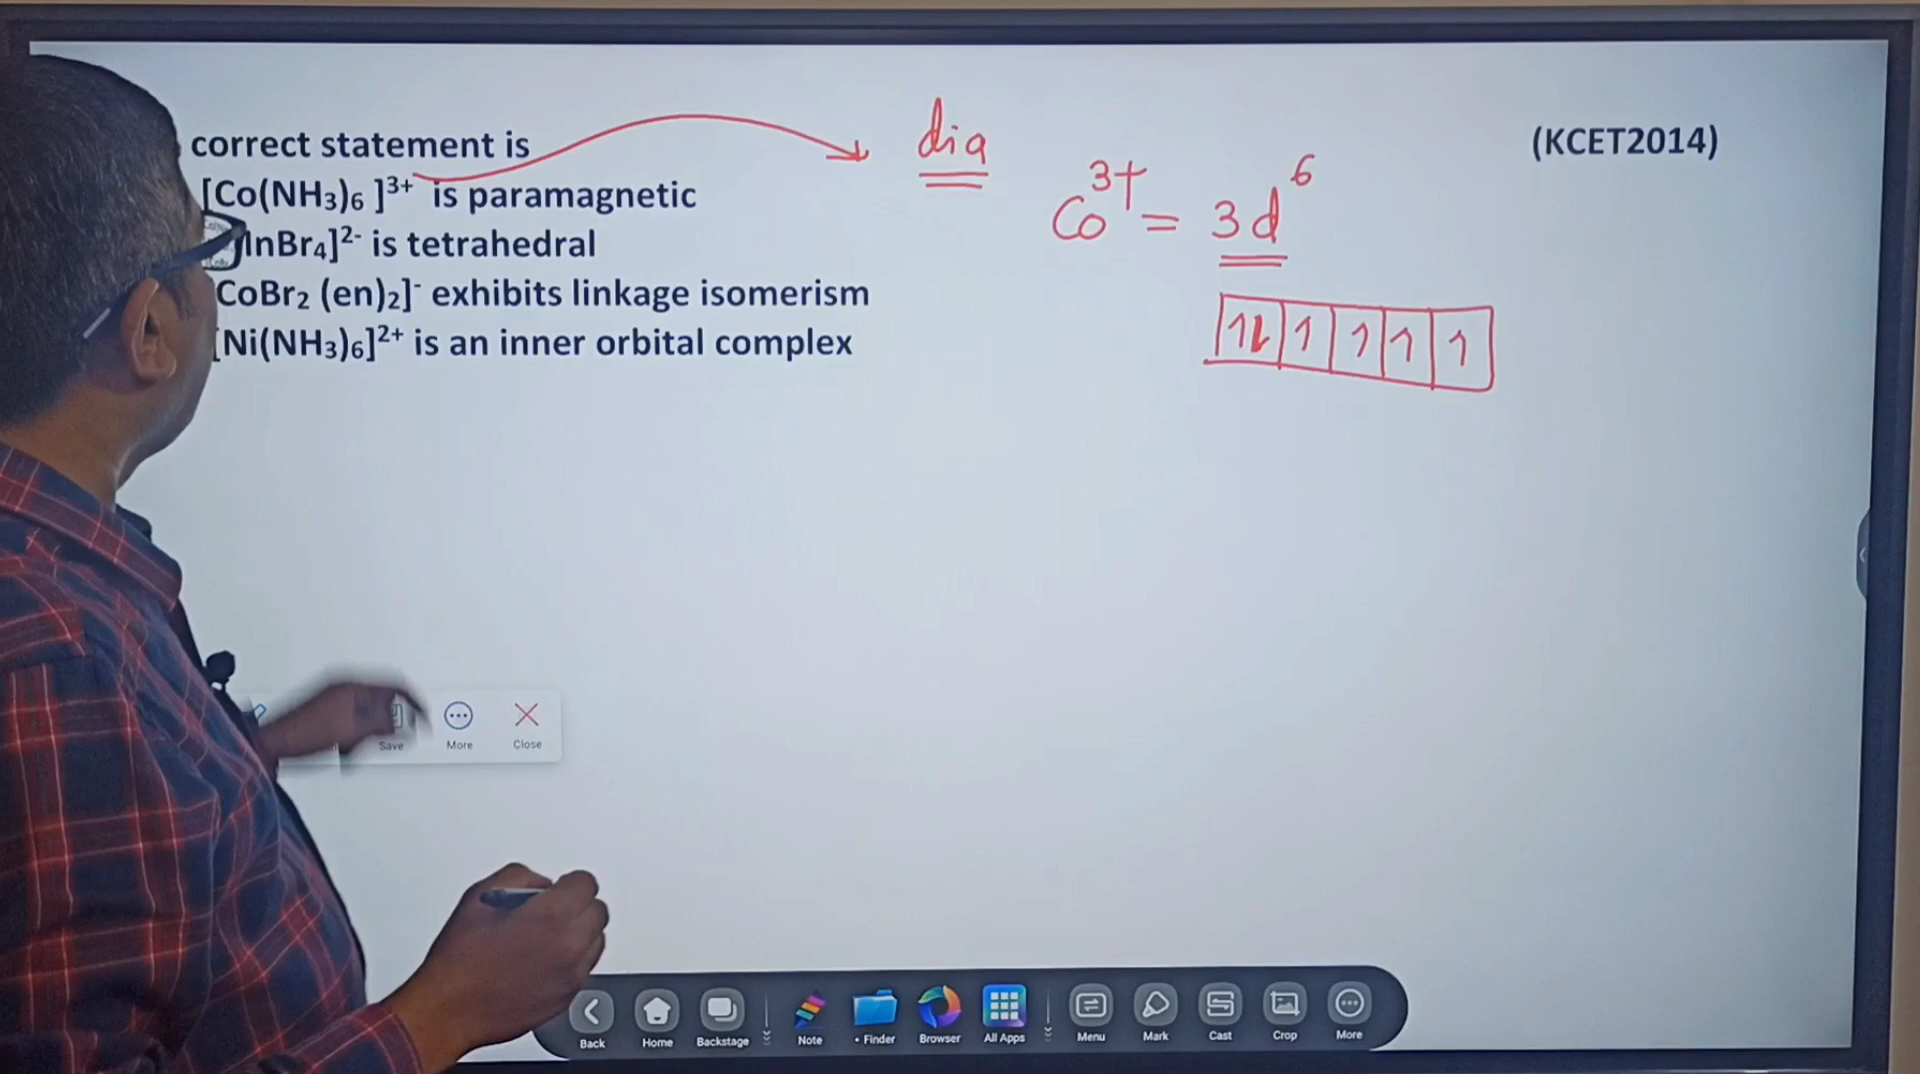 correct statement is
(KCET2014)
[Co(NH₃)₆ ]³⁺ is paramagnetic
nBr₄]²⁻ is tetrahedral
CoBr₂ (en)₂]⁻ exhibits linkage isomerism
[Ni(NH₃)₆]²⁺ is an inner orbital complex
dia
Co³⁺ = 3d⁶
1⇂ 1 1 1 1
Save More Close
Back Home Backstage Note • Finder Browser All Apps Menu Mark Cast Crop More